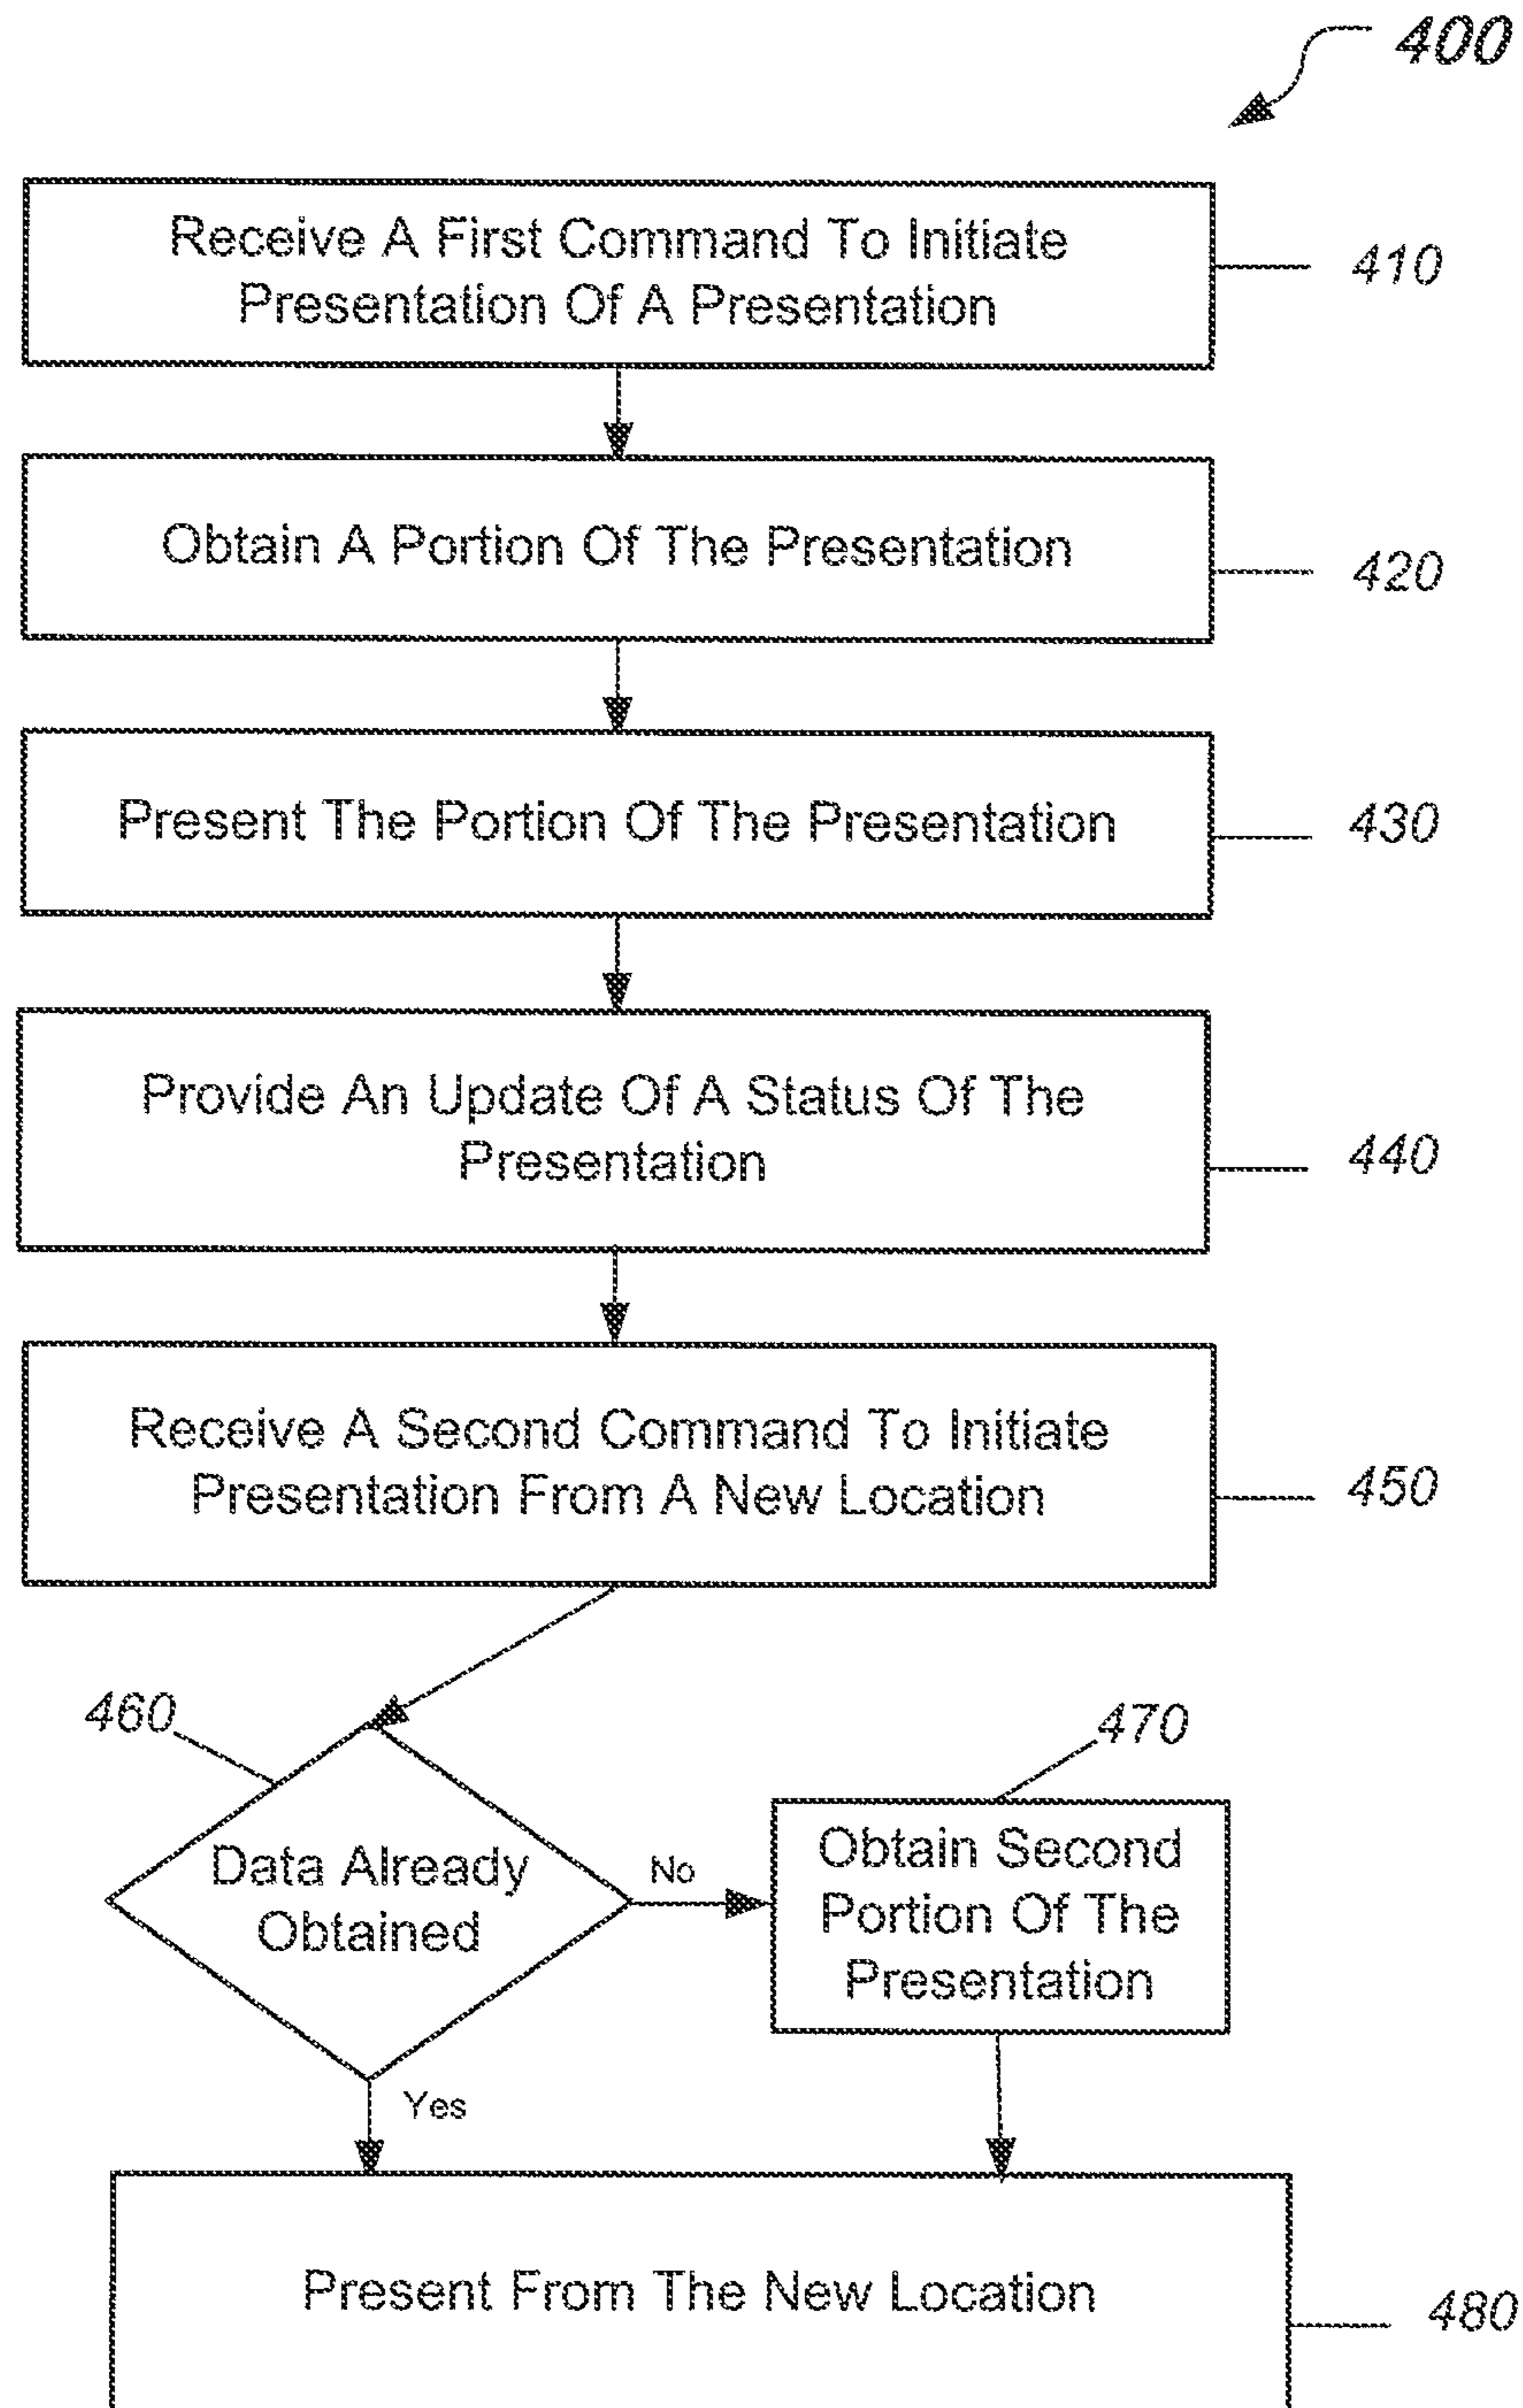 400
Receive A First Command To Initiate
Presentation Of A Presentation
410
Obtain A Portion Of The Presentation
420
Present The Portion Of The Presentation
430
Provide An Update Of A Status Of The
Presentation
440
Receive A Second Command To Initiate
Presentation From A New Location
450
460
Data Already
Obtained
No
Yes
470
Obtain Second
Portion Of The
Presentation
Present From The New Location
480